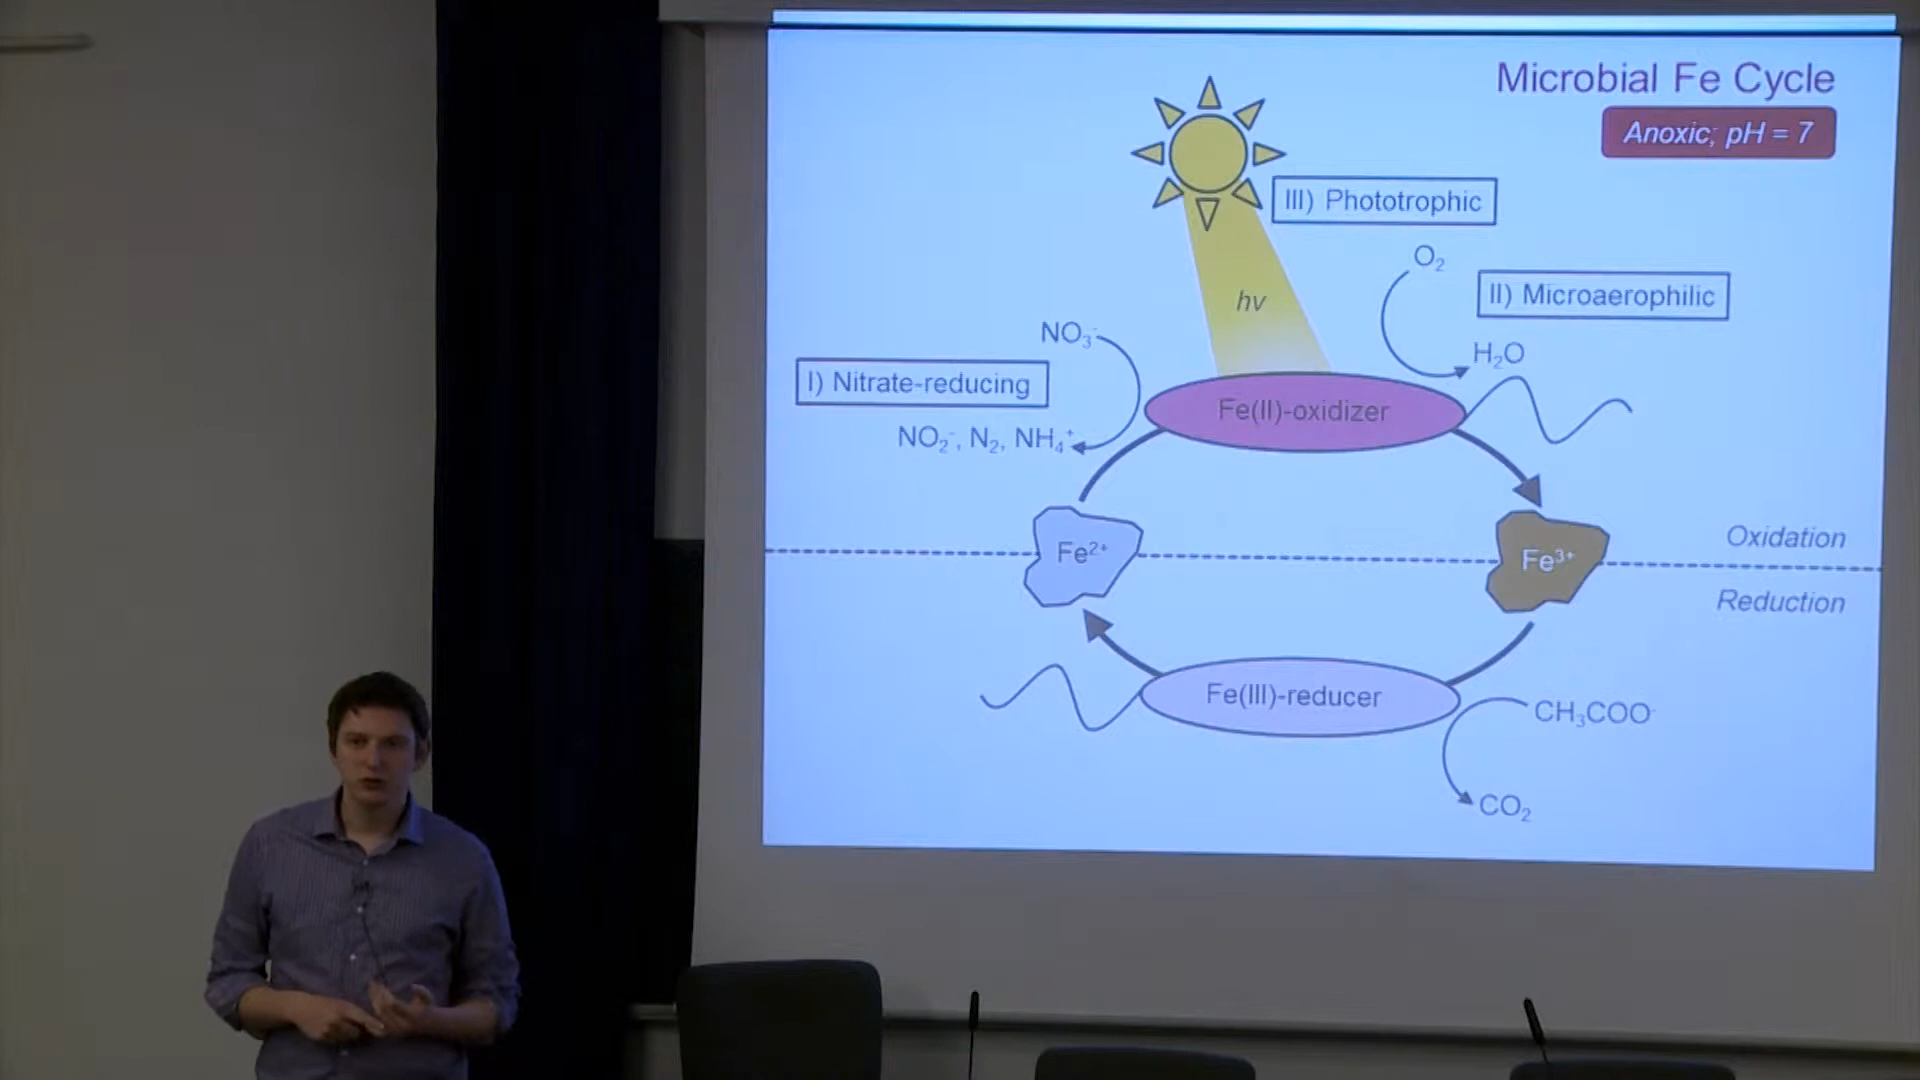 Microbial Fe Cycle
Anoxic; pH = 7
III) Phototrophic
O₂
hv
II) Microaerophilic
NO₃⁻
H₂O
I) Nitrate-reducing
Fe(II)-oxidizer
NO₂⁻, N₂, NH₄⁺
Fe²⁺
Fe³⁺
Oxidation
Reduction
Fe(III)-reducer
CH₃COO⁻
CO₂